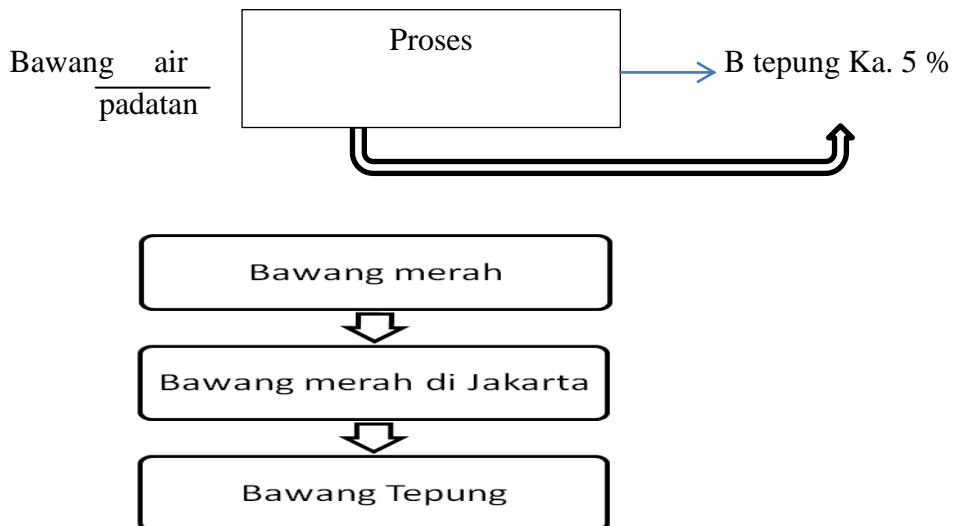 Proses
Bawang air
padatan
B tepung Ka. 5 %
Bawang merah
Bawang merah di Jakarta
Bawang Tepung